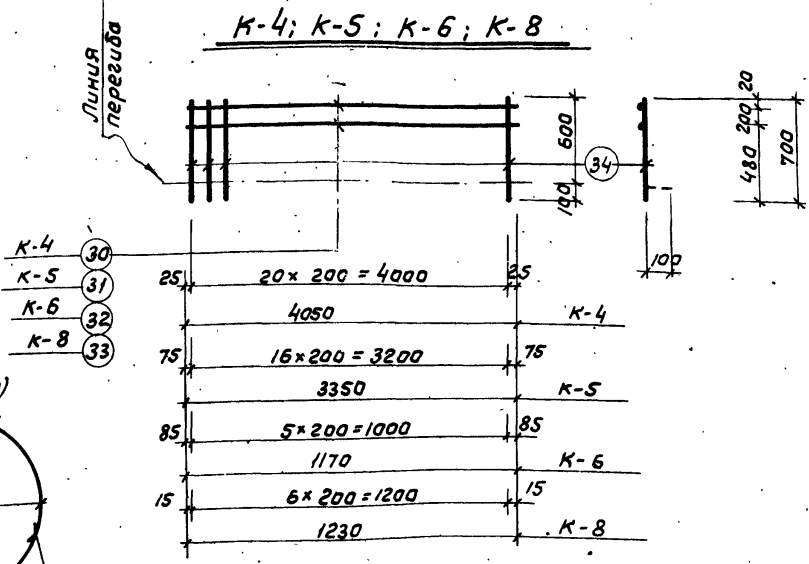 К-4; К-5; К-6; К-8
Линия
перегиба
600
100
34
20
200
480
700
100
К-4 30
К-5 31
К-6 32
К-8 33
25 20 × 200 = 4000 25
4050 К-4
75 16×200 = 3200 75
3350 К-5
85 5×200=1000 85
1170 К-6
15 6×200=1200 15
1230 К-8